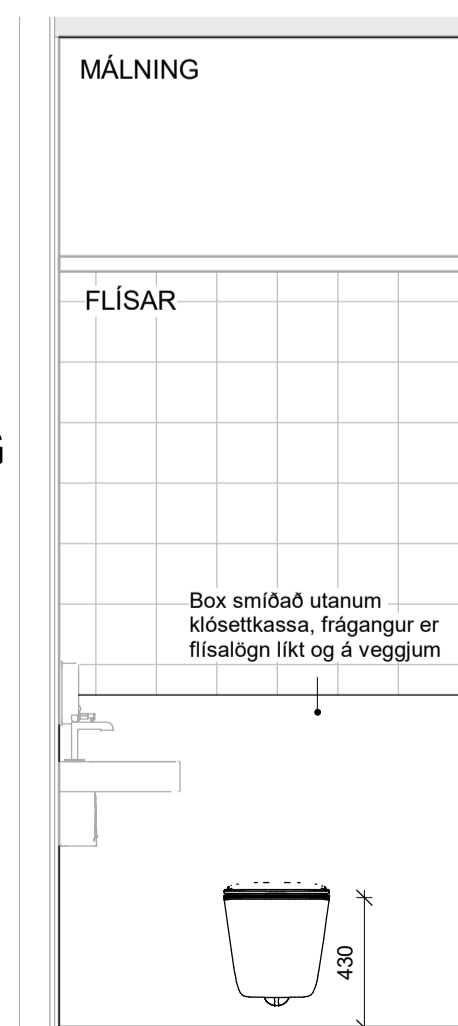 MÁLNING
FLÍSAR
Box smíðað utanum
klósettkassa, frágangur er
flísalögn líkt og á veggjum
430